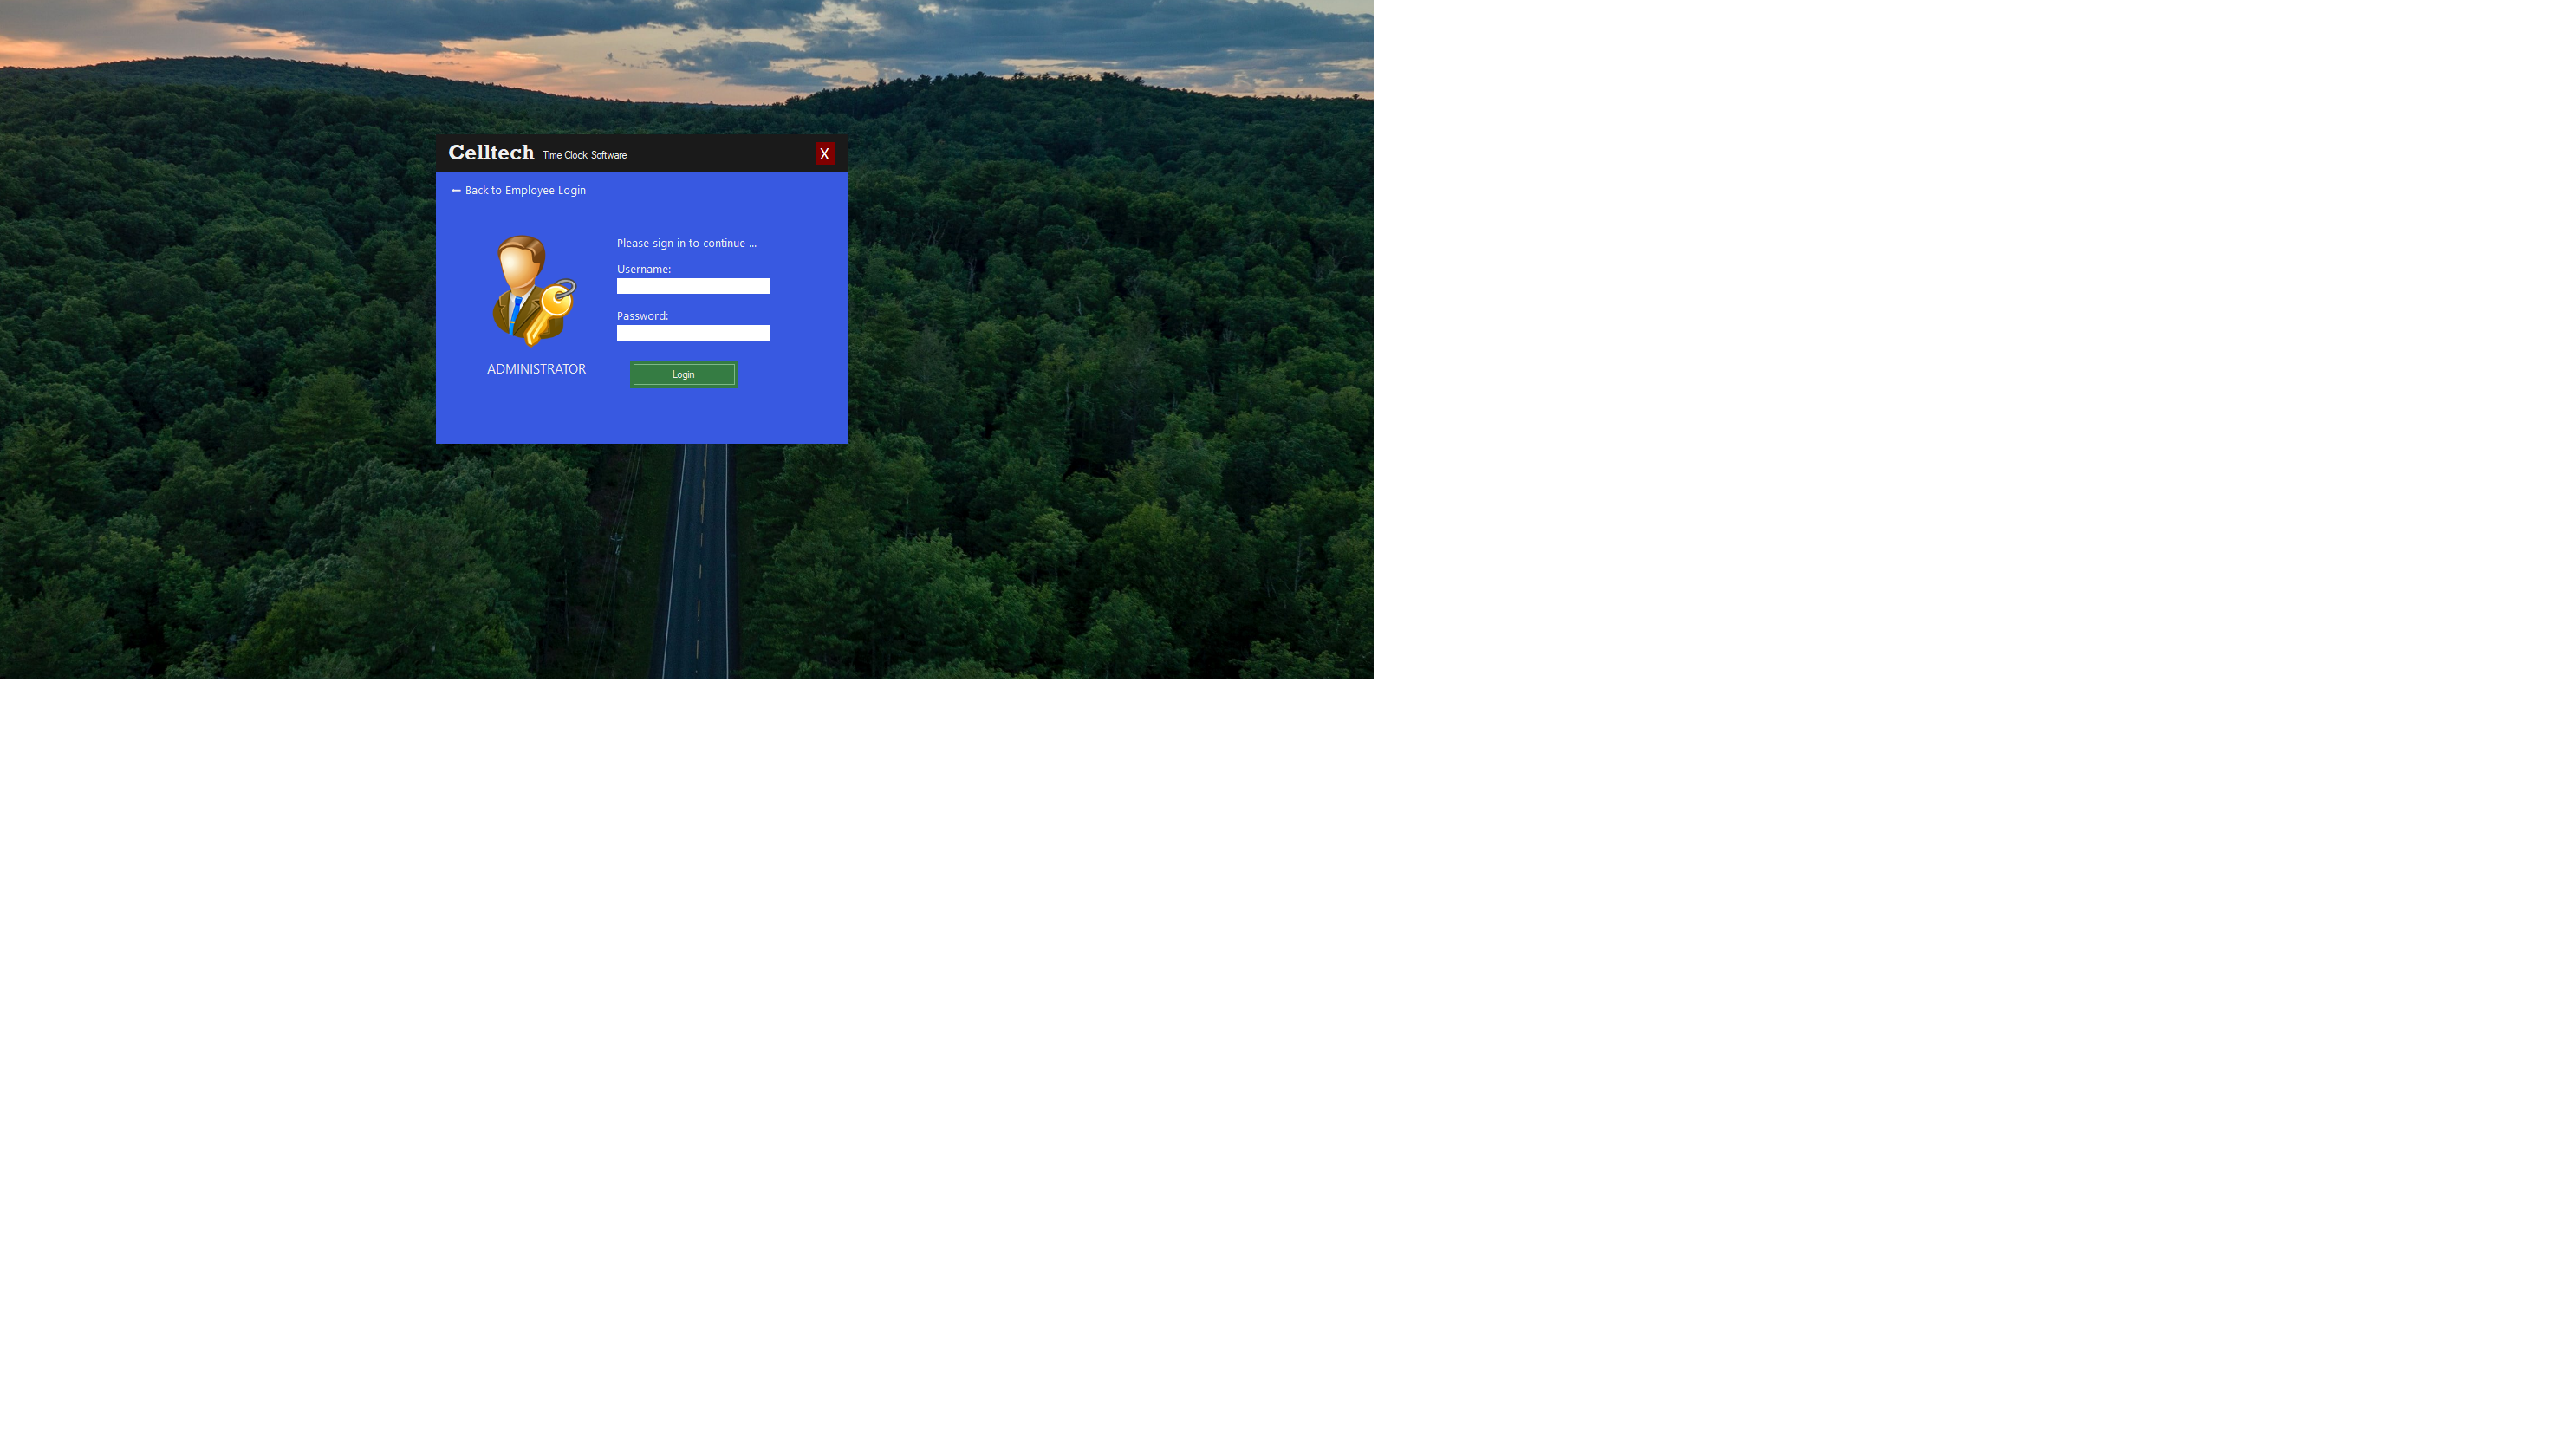 Celltech Time Clock Software X
← Back to Employee Login
Please sign in to continue ...
Username:
Password:
ADMINISTRATOR
Login